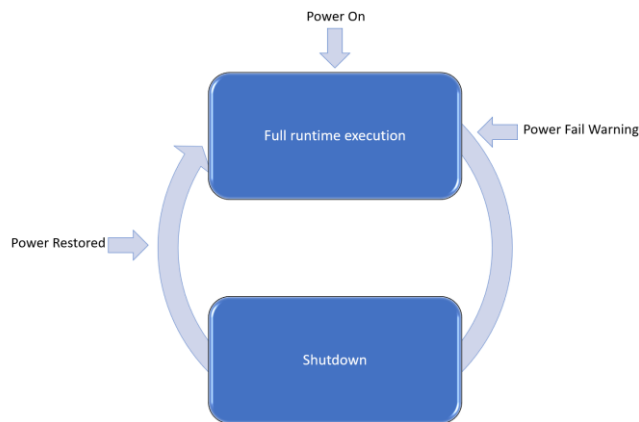 Power On
Full runtime execution
Power Fail Warning
Power Restored
Shutdown